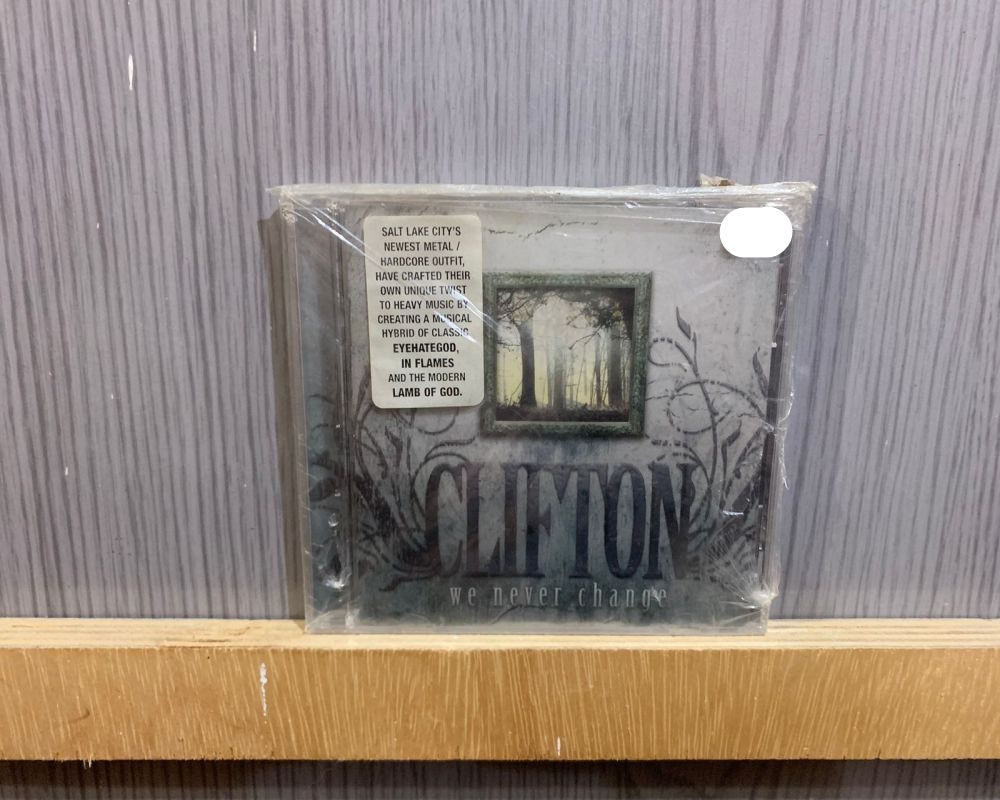 SALT LAKE CITY'S
NEWEST METAL /
HARDCORE OUTFIT,
HAVE CRAFTED THEIR
OWN UNIQUE TWIST
TO HEAVY MUSIC BY
CREATING A MUSICAL
HYBRID OF CLASSIC
EYEHATEGOD,
IN FLAMES
AND THE MODERN
LAMB OF GOD.
CLIFTON
we never change